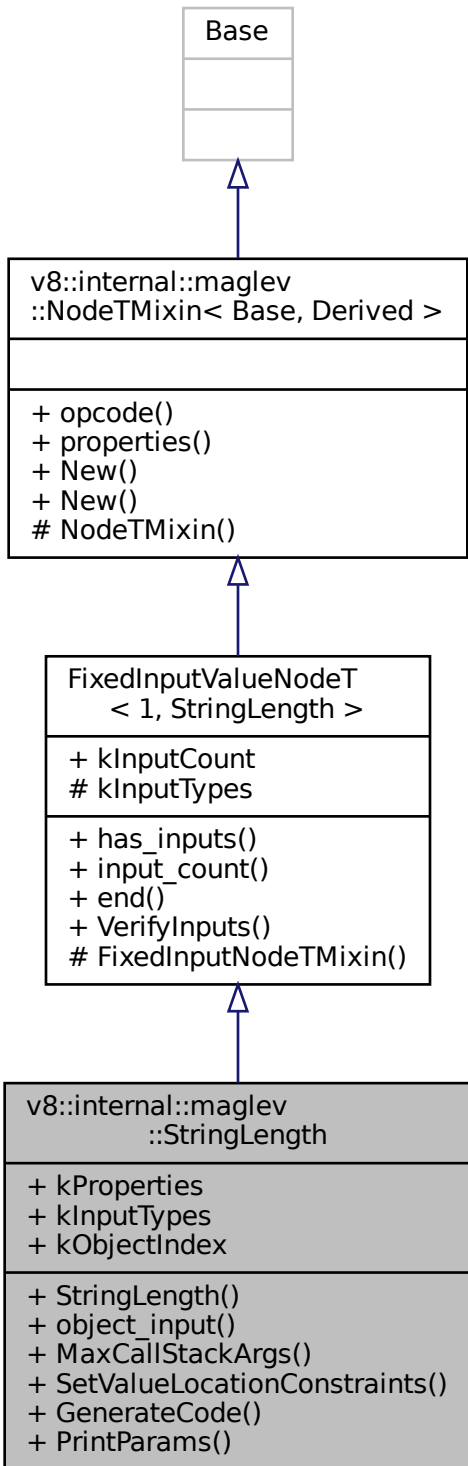 Base
v8::internal::maglev
::NodeTMixin< Base, Derived >
+ opcode()
+ properties()
+ New()
+ New()
# NodeTMixin()
FixedInputValueNodeT
< 1, StringLength >
+ kInputCount
# kInputTypes
+ has_inputs()
+ input_count()
+ end()
+ VerifyInputs()
# FixedInputNodeTMixin()
v8::internal::maglev
::StringLength
+ kProperties
+ kInputTypes
+ kObjectIndex
+ StringLength()
+ object_input()
+ MaxCallStackArgs()
+ SetValueLocationConstraints()
+ GenerateCode()
+ PrintParams()